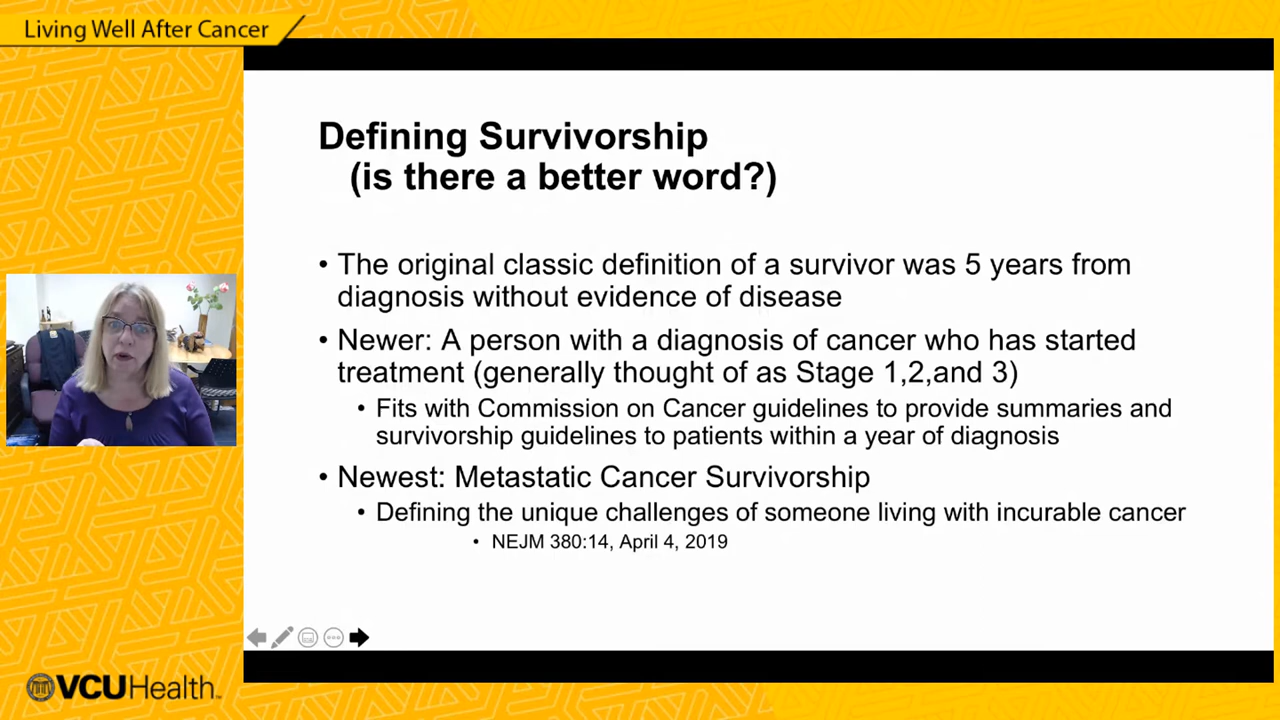 Living Well After Cancer
Defining Survivorship
(is there a better word?)
• The original classic definition of a survivor was 5 years from
diagnosis without evidence of disease
• Newer: A person with a diagnosis of cancer who has started
treatment (generally thought of as Stage 1,2,and 3)
• Fits with Commission on Cancer guidelines to provide summaries and
survivorship guidelines to patients within a year of diagnosis
• Newest: Metastatic Cancer Survivorship
• Defining the unique challenges of someone living with incurable cancer
• NEJM 380:14, April 4, 2019
VCUHealth